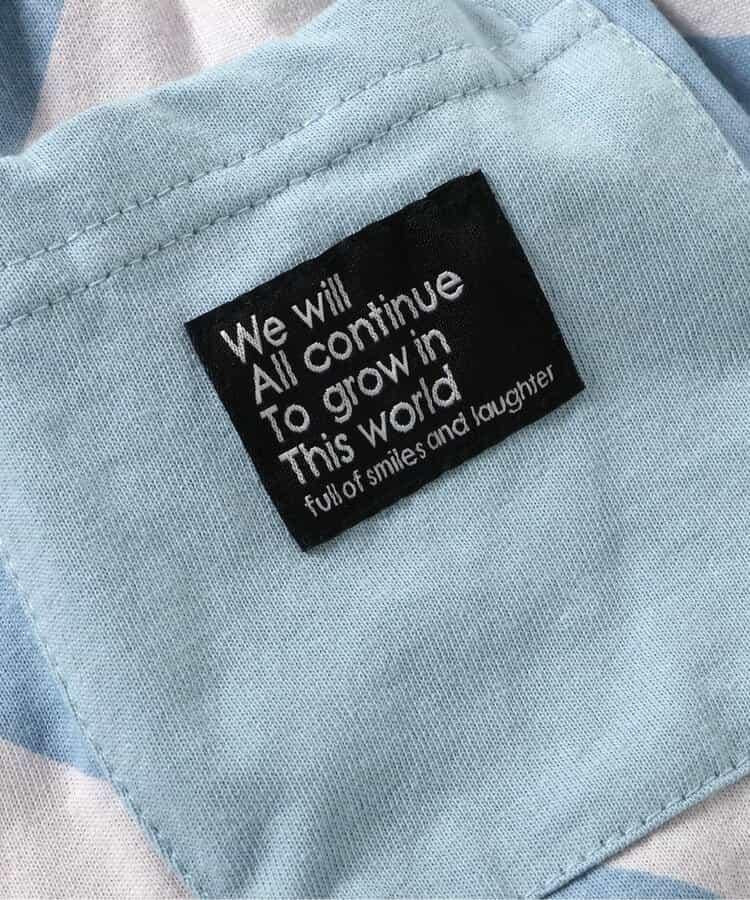 We will
All continue
To grow in
This world
full of smiles and laughter